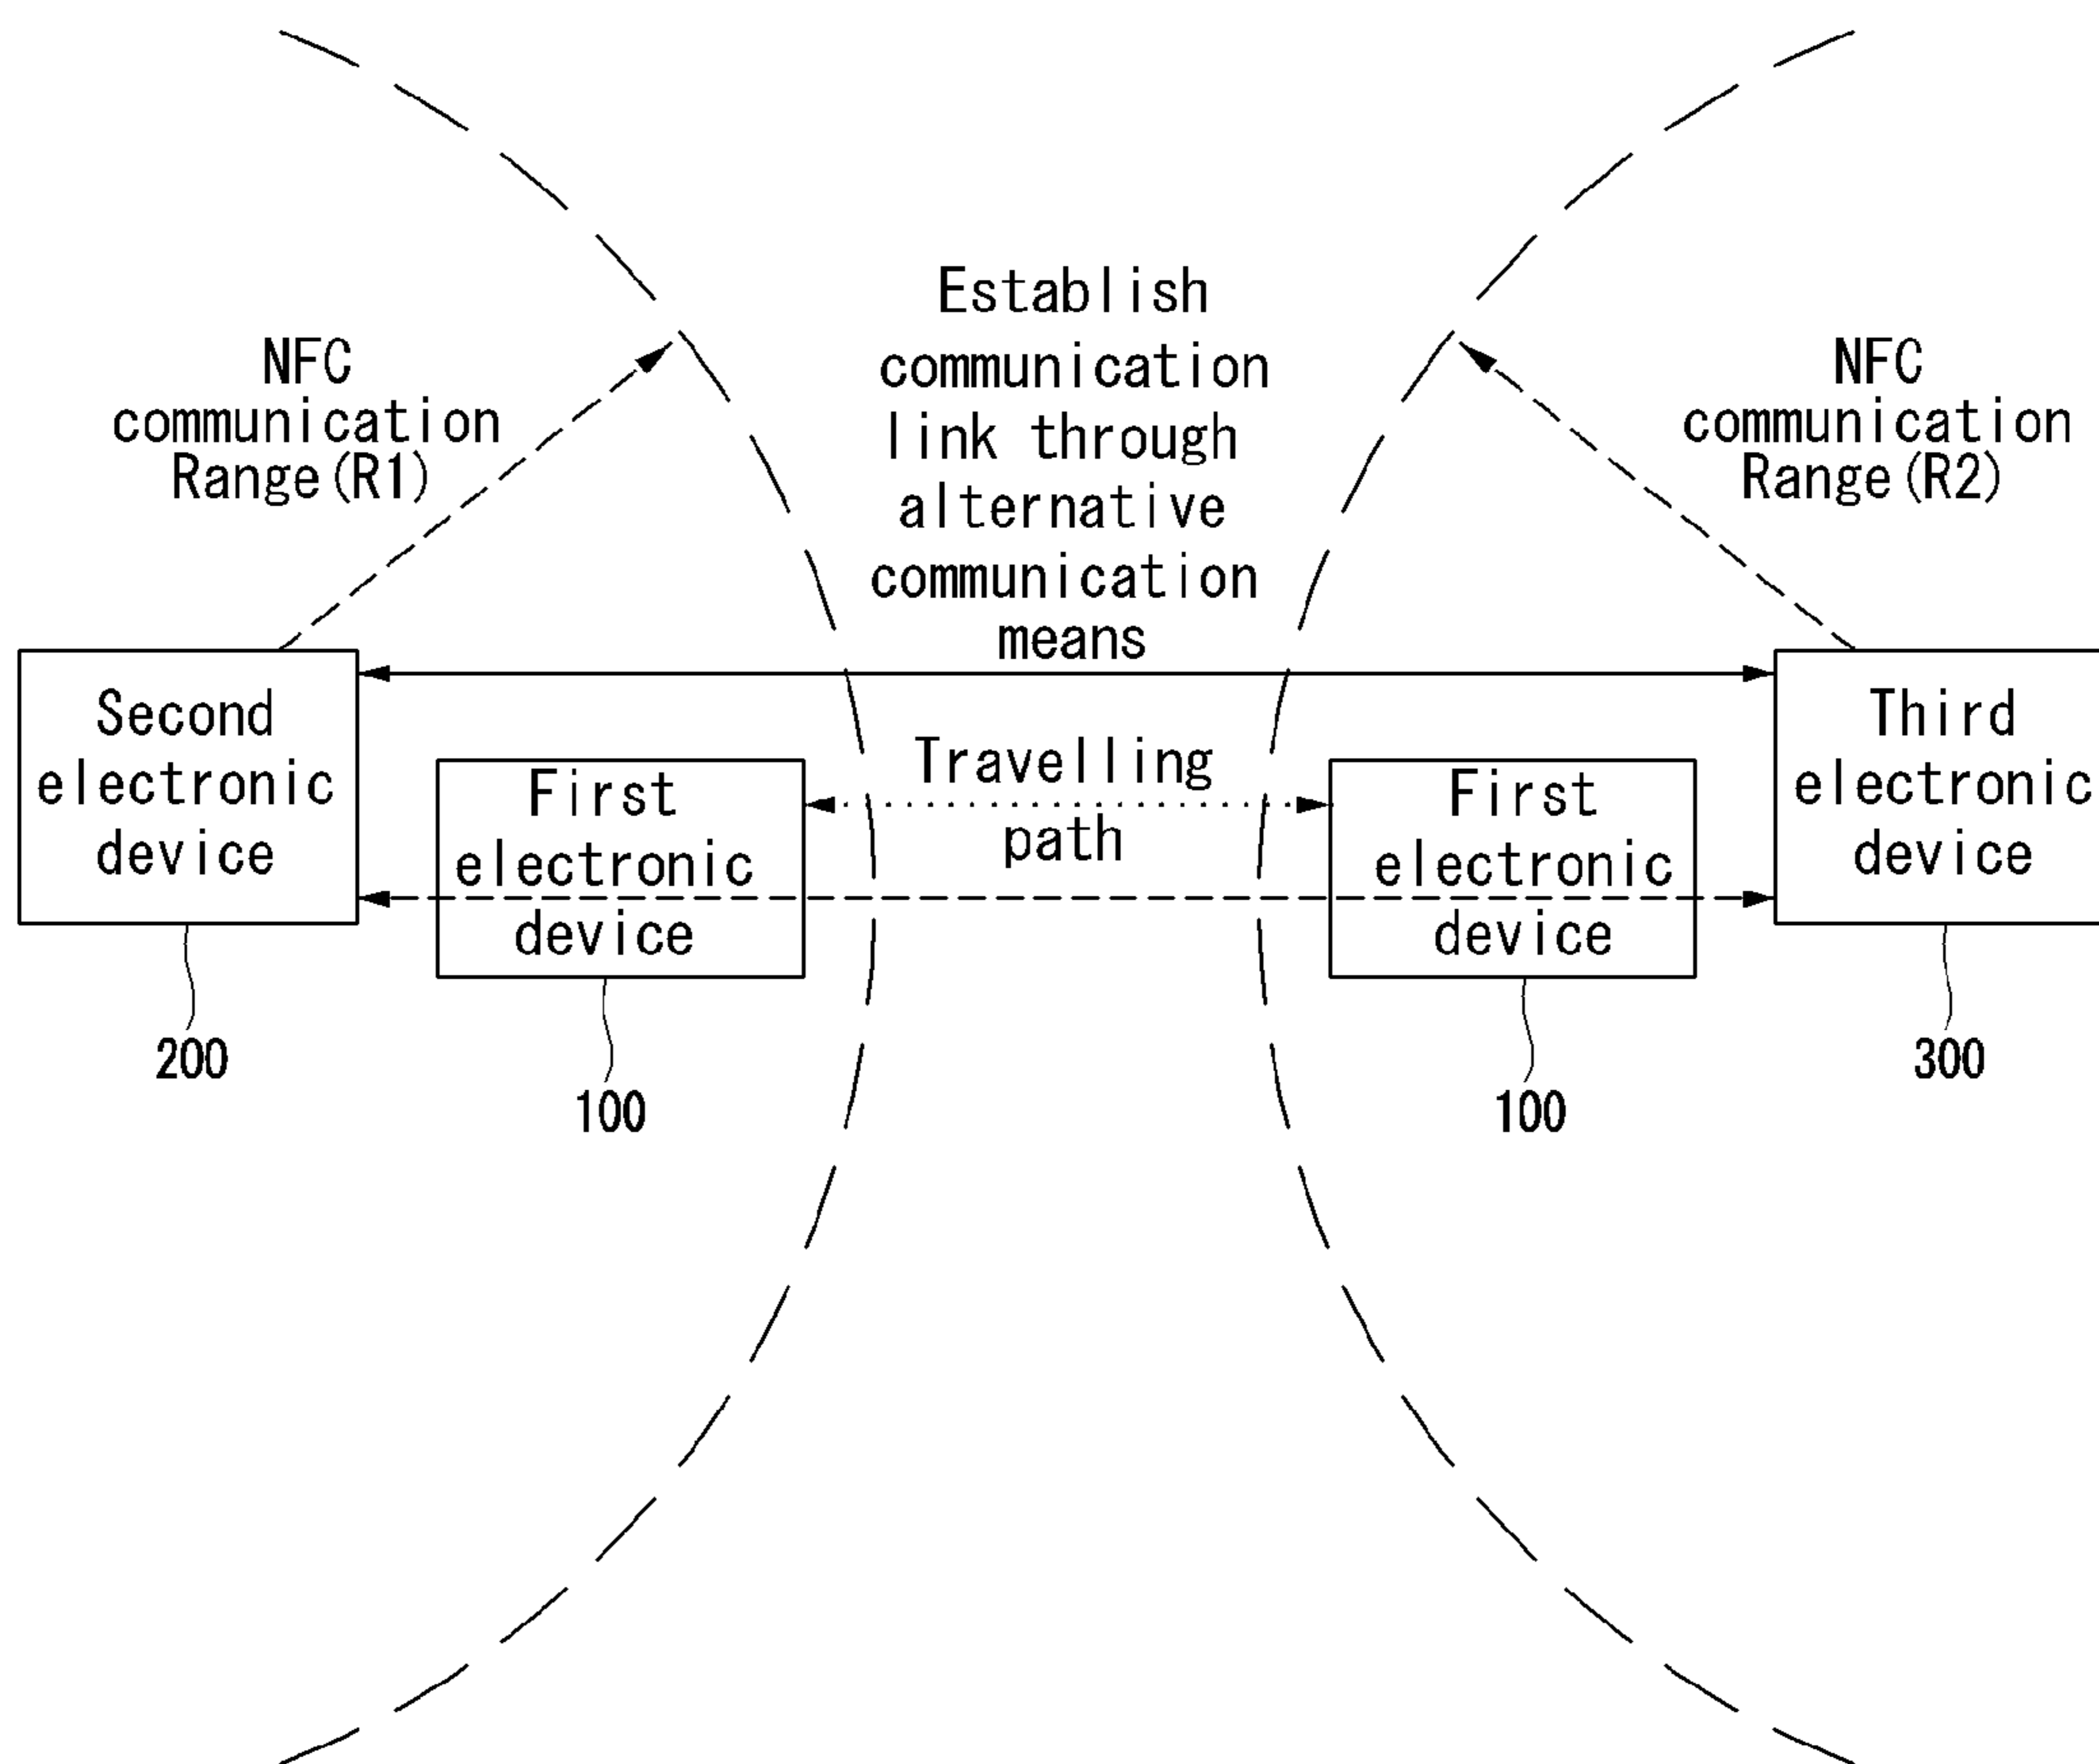 NFC
communication
Range(R1)
Establish
communication
link through
alternative
communication
means
NFC
communication
Range(R2)
Second
electronic
device
First
electronic
device
Travelling
path
First
electronic
device
Third
electronic
device
200
100
100
300